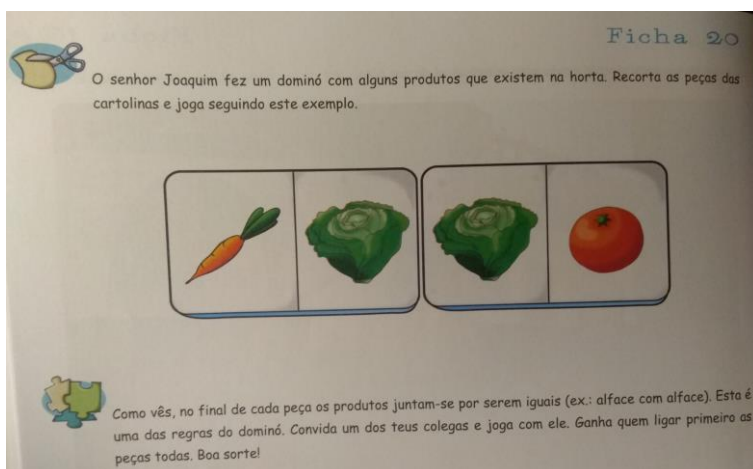 Ficha 20
O senhor Joaquim fez um dominó com alguns produtos que existem na horta. Recorta as peças das
cartolinas e joga seguindo este exemplo.
Como vês, no final de cada peça os produtos juntam-se por serem iguais (ex.: alface com alface). Esta é
uma das regras do dominó. Convida um dos teus colegas e joga com ele. Ganha quem ligar primeiro as
peças todas. Boa sorte!